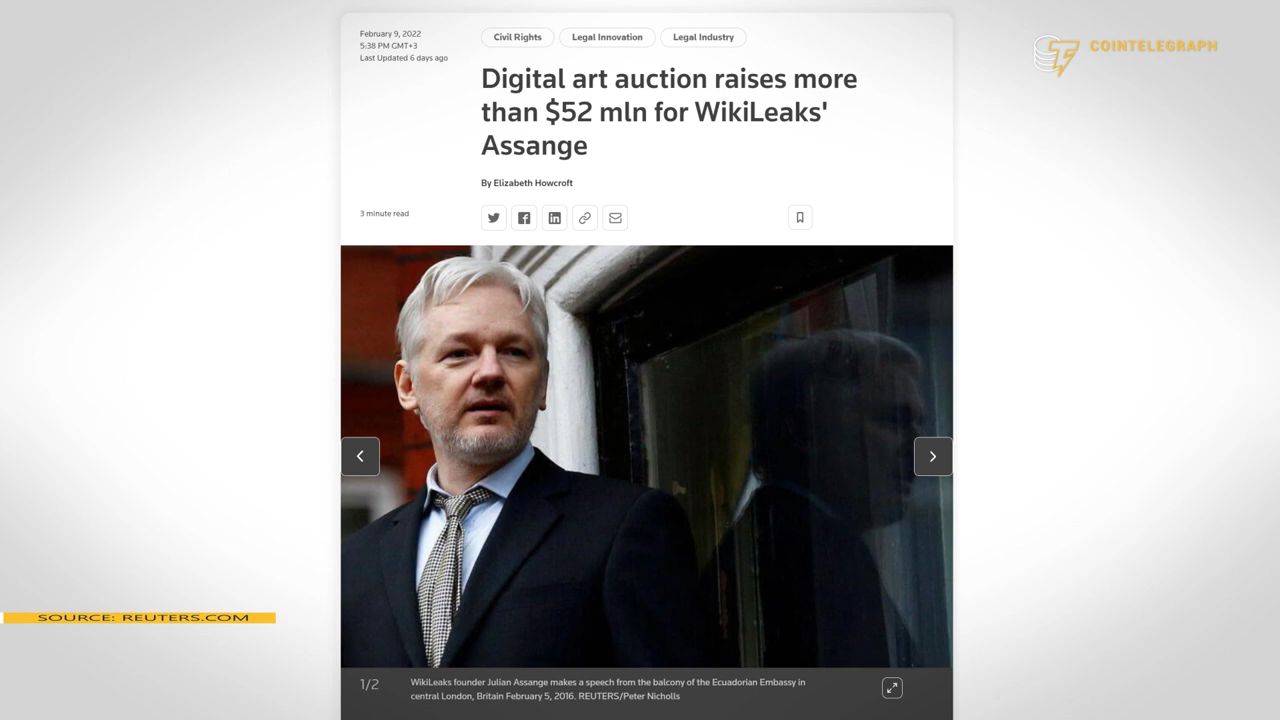 February 9, 2022
5:38 PM GMT+3
Last Updated 6 days ago
Civil Rights
Legal Innovation
Legal Industry
COINTELEGRAPH
Digital art auction raises more
than $52 mln for WikiLeaks'
Assange
By Elizabeth Howcroft
3 minute read
SOURCE: REUTERS.COM
1/2
WikiLeaks founder Julian Assange makes a speech from the balcony of the Ecuadorian Embassy in
central London, Britain February 5, 2016. REUTERS/Peter Nicholls